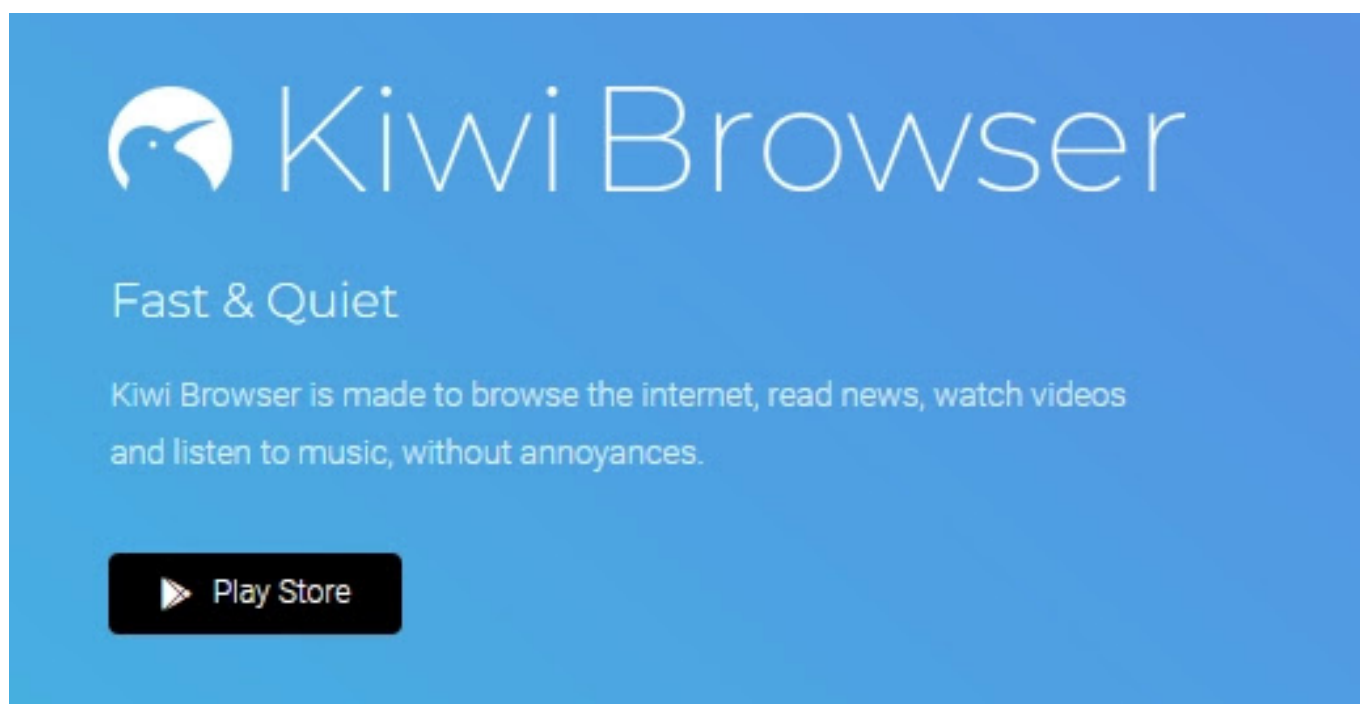 Kiwi Browser
Fast & Quiet
Kiwi Browser is made to browse the internet, read news, watch videos
and listen to music, without annoyances.
Play Store